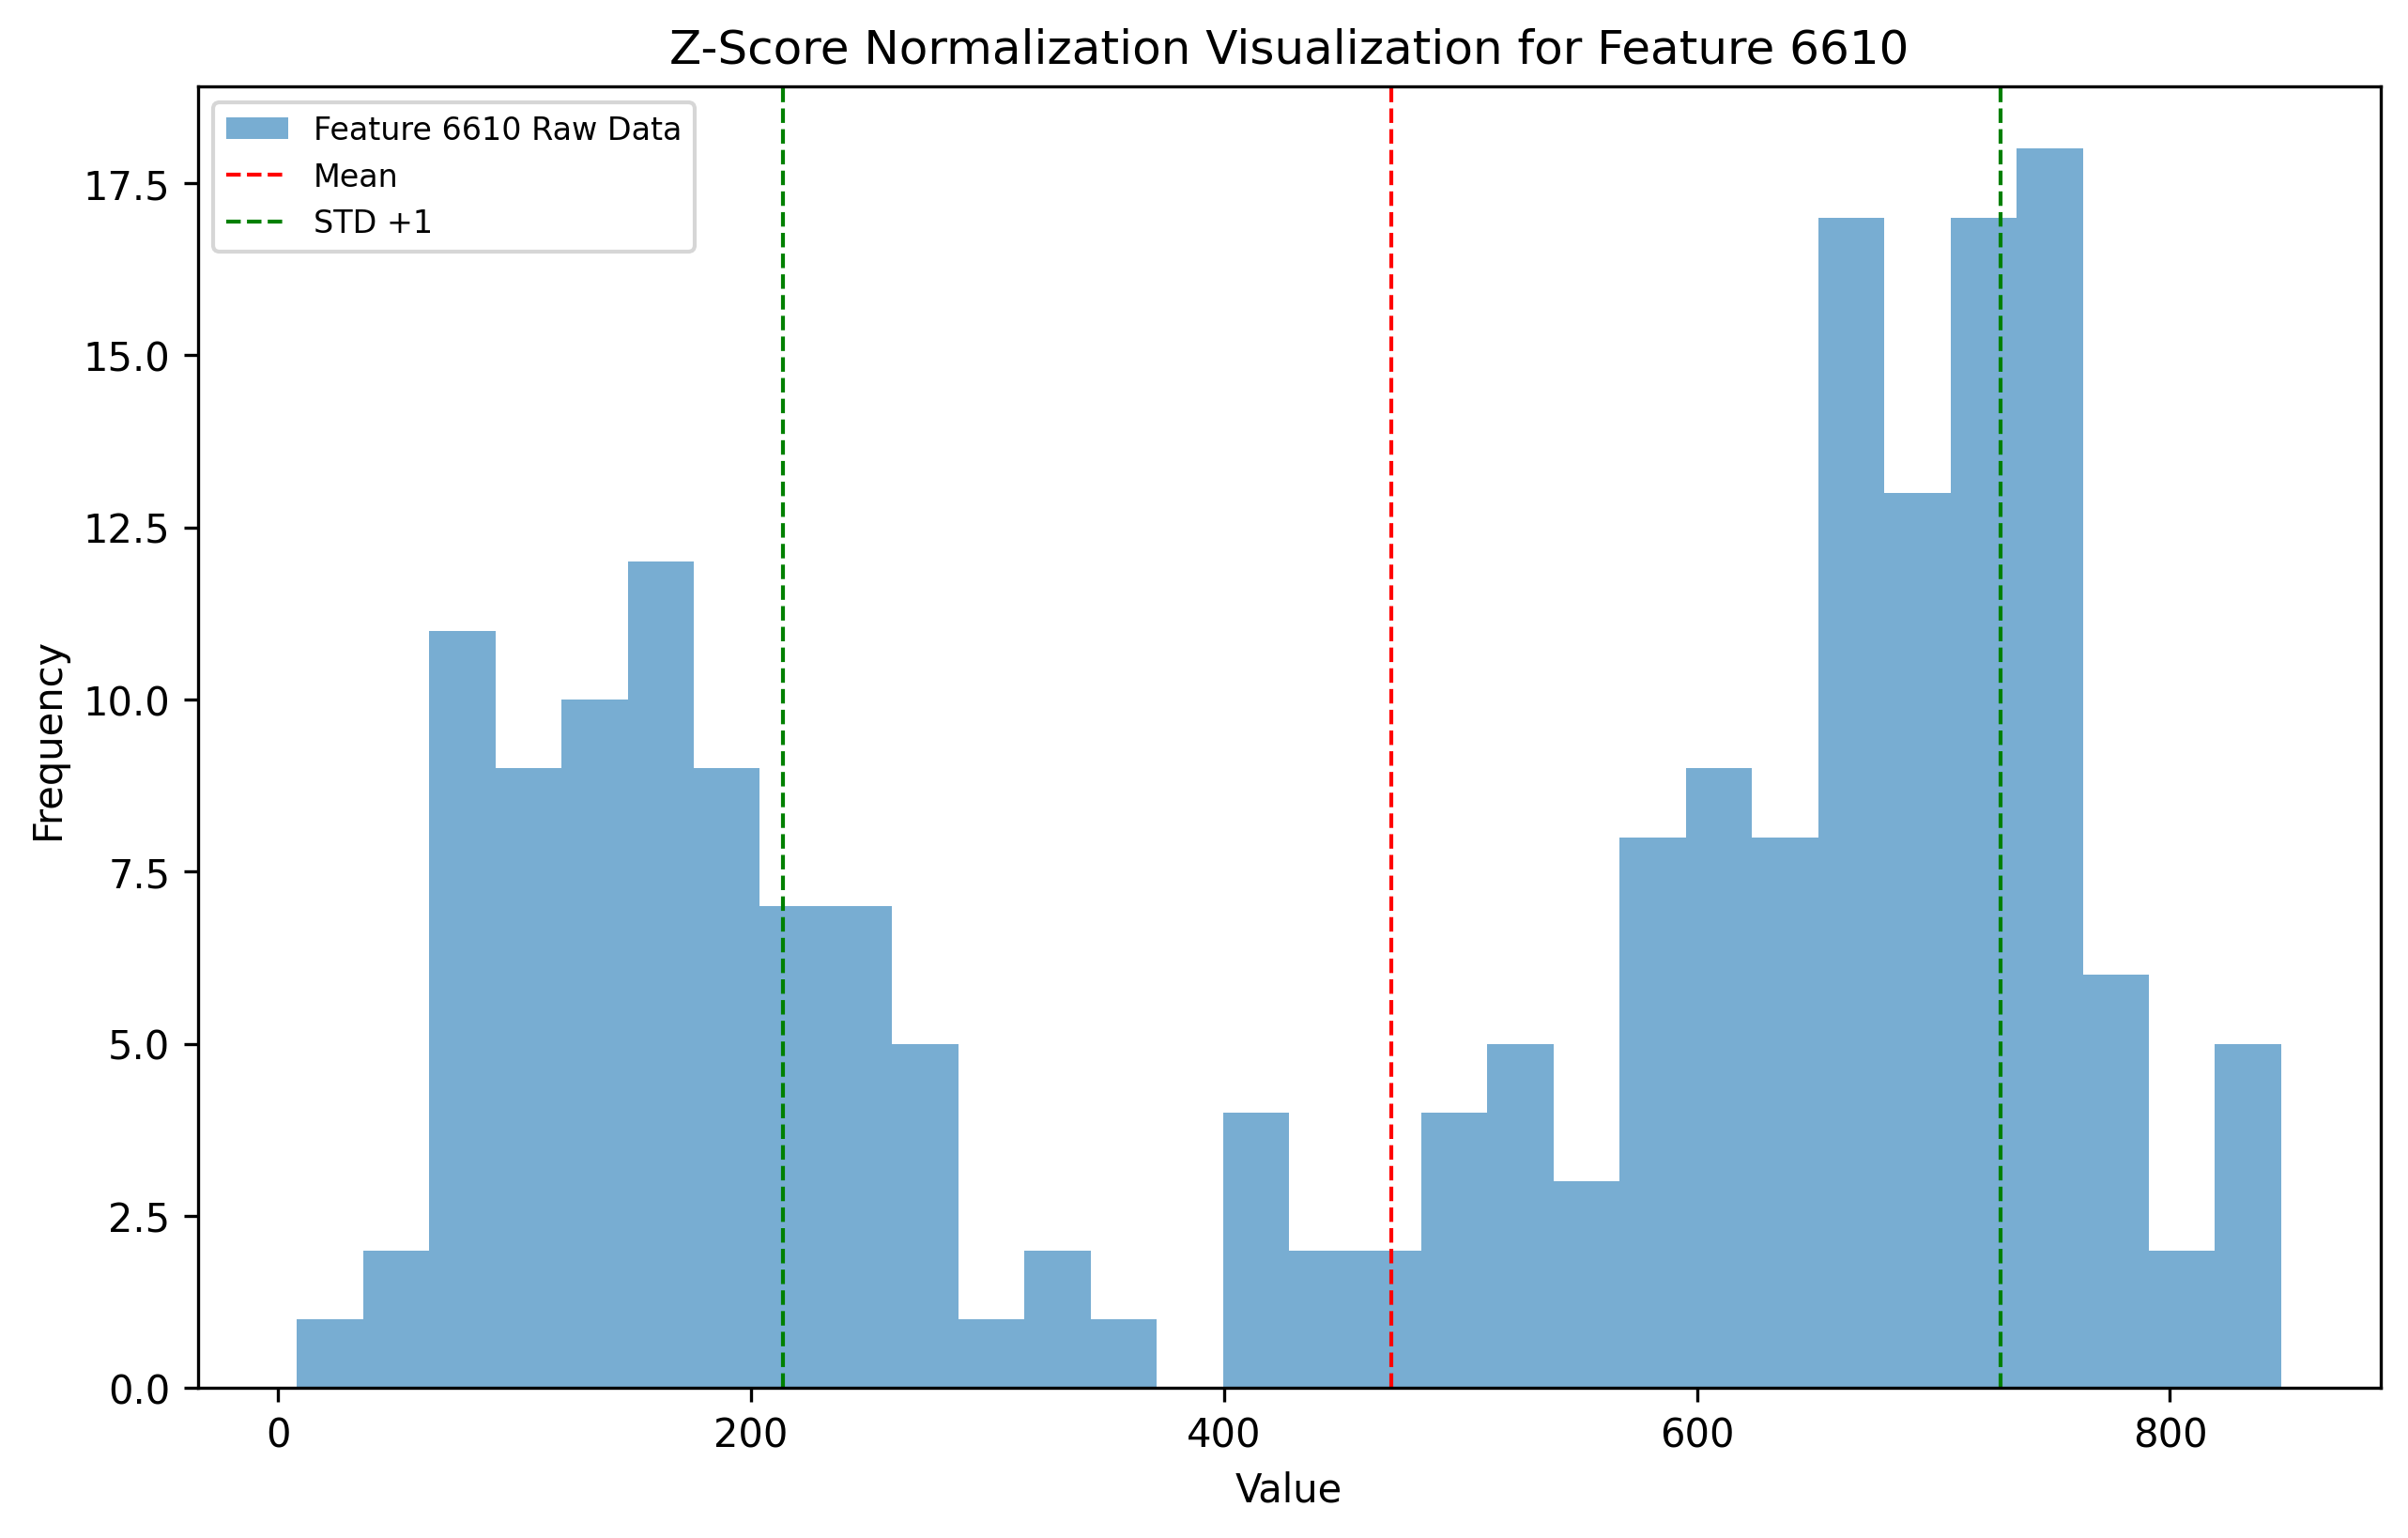 Z-Score Normalization Visualization for Feature 6610
Feature 6610 Raw Data
Mean
STD +1
17.5
15.0
12.5
10.0
7.5
5.0
2.5
0.0
Frequency
0 200 400 600 800
Value